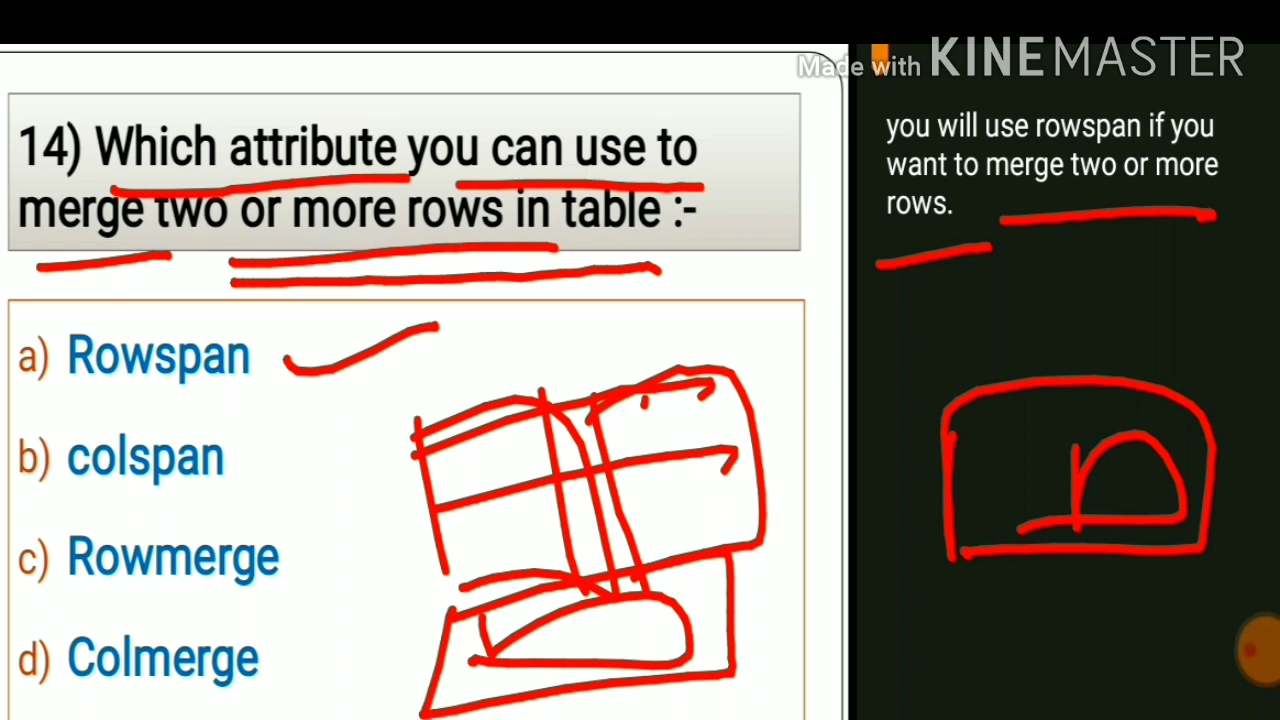 Made with KINEMASTER
14) Which attribute you can use to
merge two or more rows in table :-
a) Rowspan
b) colspan
c) Rowmerge
d) Colmerge
you will use rowspan if you
want to merge two or more
rows.